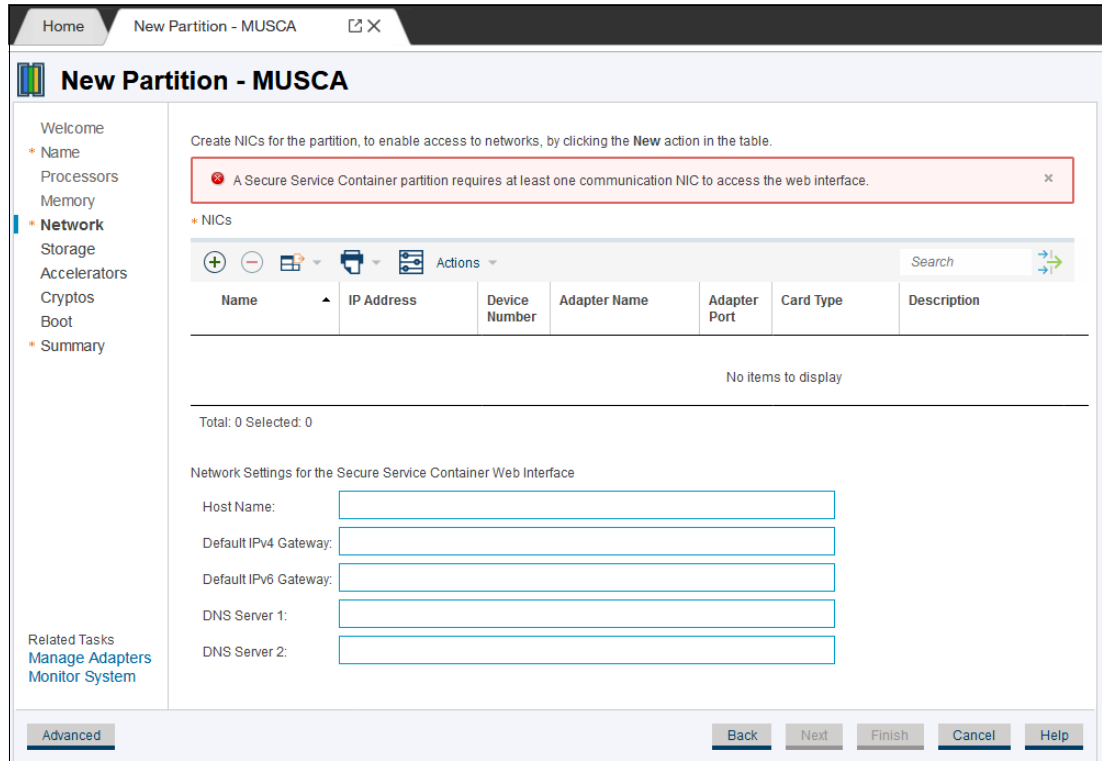 Home
New Partition - MUSCA
New Partition - MUSCA
Welcome
* Name
Processors
Memory
* Network
Storage
Accelerators
Cryptos
Boot
* Summary
Related Tasks
Manage Adapters
Monitor System
Create NICs for the partition, to enable access to networks, by clicking the New action in the table.
A Secure Service Container partition requires at least one communication NIC to access the web interface.
* NICs
Actions
Search
Name
IP Address
Device
Number
Adapter Name
Adapter
Port
Card Type
Description
No items to display
Total: 0 Selected: 0
Network Settings for the Secure Service Container Web Interface
Host Name:
Default IPv4 Gateway:
Default IPv6 Gateway:
DNS Server 1:
DNS Server 2:
Advanced
Back
Next
Finish
Cancel
Help